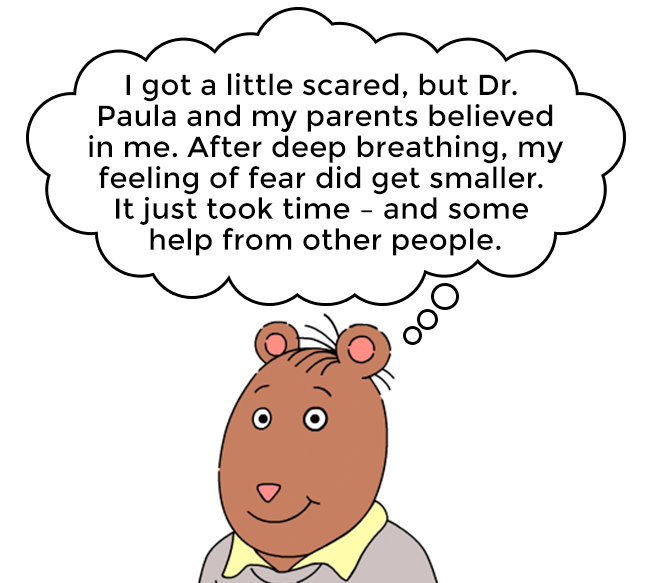 I got a little scared, but Dr.
Paula and my parents believed
in me. After deep breathing, my
feeling of fear did get smaller.
It just took time – and some
help from other people.